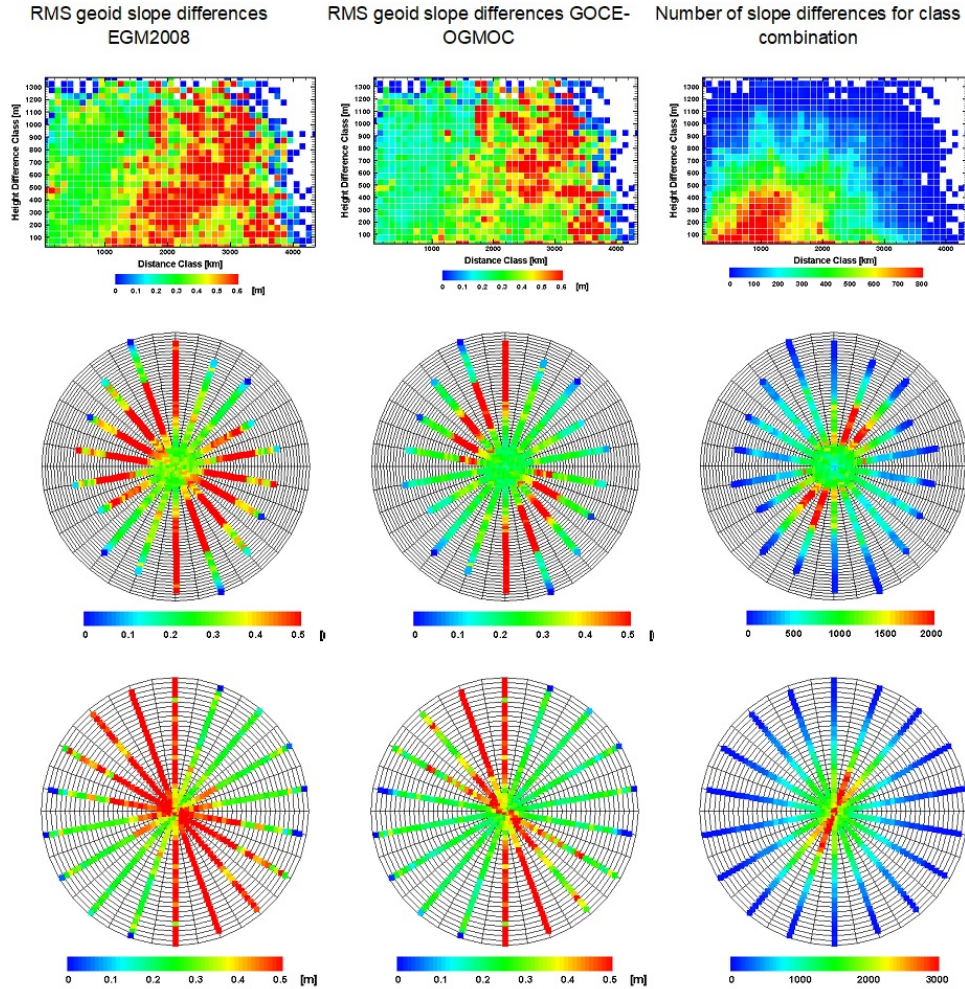 RMS geoid slope differences
EGM2008
RMS geoid slope differences GOCE-
OGMOC
Number of slope differences for class
combination
Height Difference Class [m]
1300
1200
1100
1000
900
800
700
600
500
400
300
200
100
1000 2000 3000 4000
Distance Class [km]
0 0.1 0.2 0.3 0.4 0.5 0.6 [m]
Height Difference Class [m]
1300
1200
1100
1000
900
800
700
600
500
400
300
200
100
1000 2000 3000 4000
Distance Class [km]
0 0.1 0.2 0.3 0.4 0.5 0.6 [m]
Height Difference Class [m]
1300
1200
1100
1000
900
800
700
600
500
400
300
200
100
1000 2000 3000 4000
Distance Class [km]
0 100 200 300 400 500 600 700 800
0 0.1 0.2 0.3 0.4 0.5
0 0.1 0.2 0.3 0.4 0.5
0 500 1000 1500 2000
0 0.1 0.2 0.3 0.4 0.5 [m]
0 0.1 0.2 0.3 0.4 0.5 [m]
0 1000 2000 3000